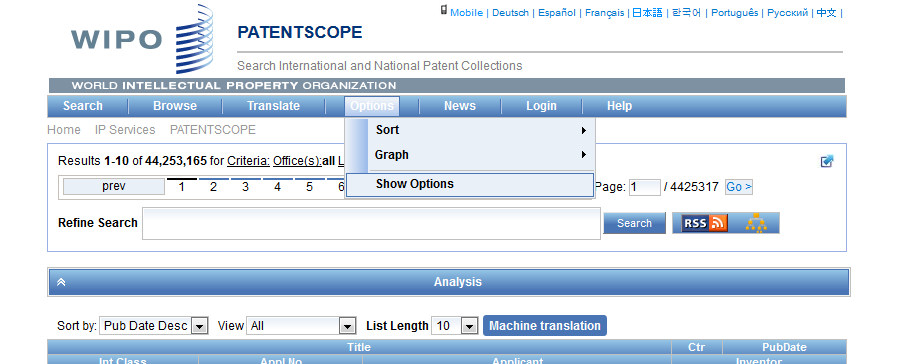 Mobile | Deutsch | Español | Français | 日本語 | 한국어 | Português | Русский | 中文 |
WIPO
PATENTSCOPE
Search International and National Patent Collections
WORLD INTELLECTUAL PROPERTY ORGANIZATION
Search Browse Translate Options News Login Help
Home IP Services PATENTSCOPE
Sort
Graph
Show Options
Results 1-10 of 44,253,165 for Criteria: Office(s):all
prev 1 2 3 4 5 6 Page: 1 / 4425317 Go >
Refine Search Search RSS
Analysis
Sort by: Pub Date Desc View All List Length 10 Machine translation
Title Ctr PubDate
Int.Class Appl.No Applicant Inventor